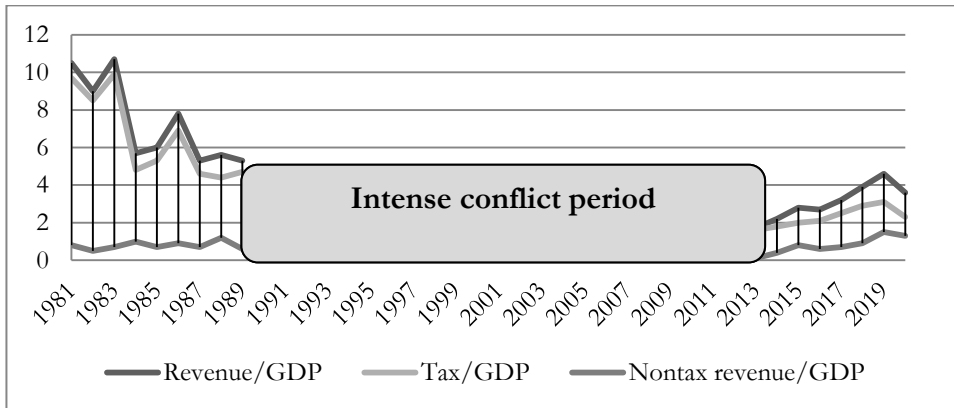 12
10
8
6
4
2
0
Intense conflict period
1981 1983 1985 1987 1989 1991 1993 1995 1997 1999 2001 2003 2005 2007 2009 2011 2013 2015 2017 2019
Revenue/GDP Tax/GDP Nontax revenue/GDP